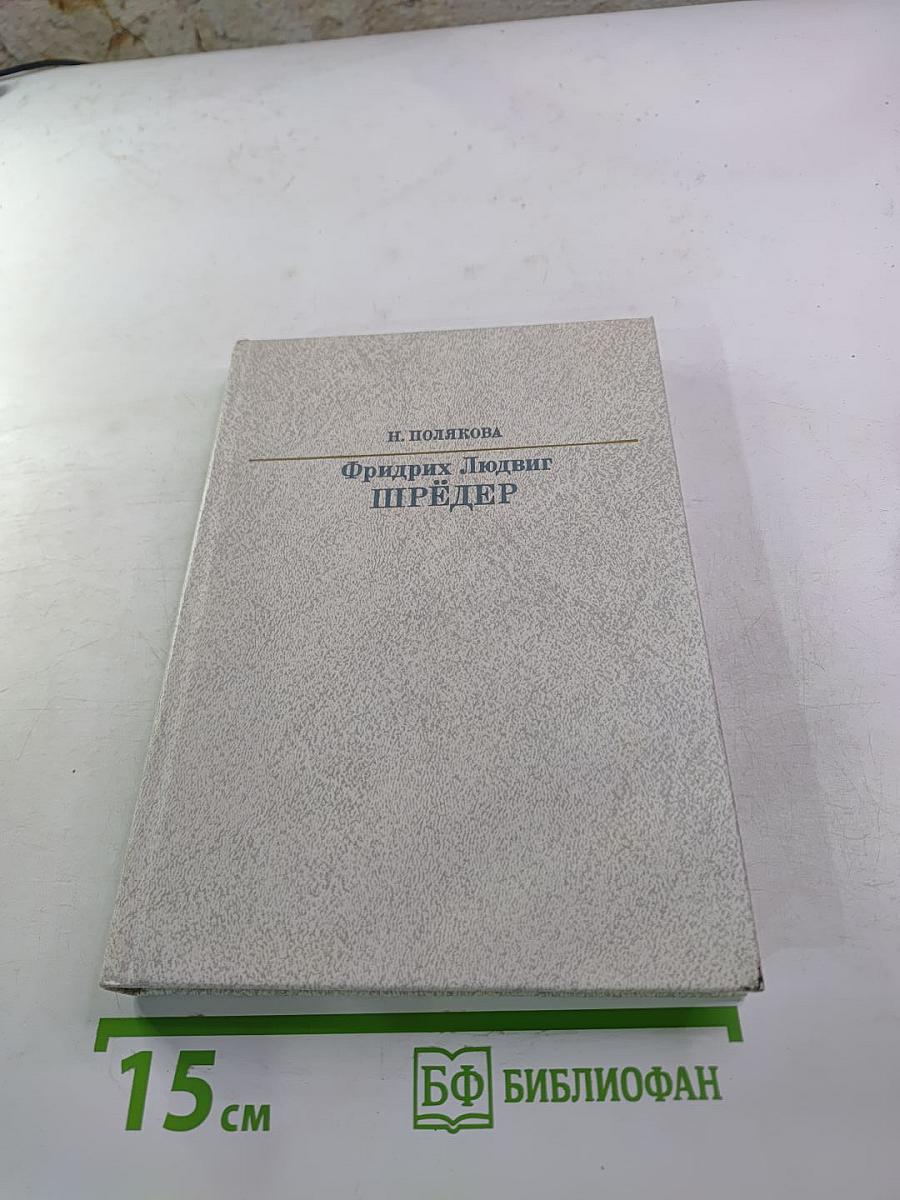 Н. ПОЛЯКОВА
Фридрих Людвиг
ШРЁДЕР
15 см
БФ БИБЛИОФАН